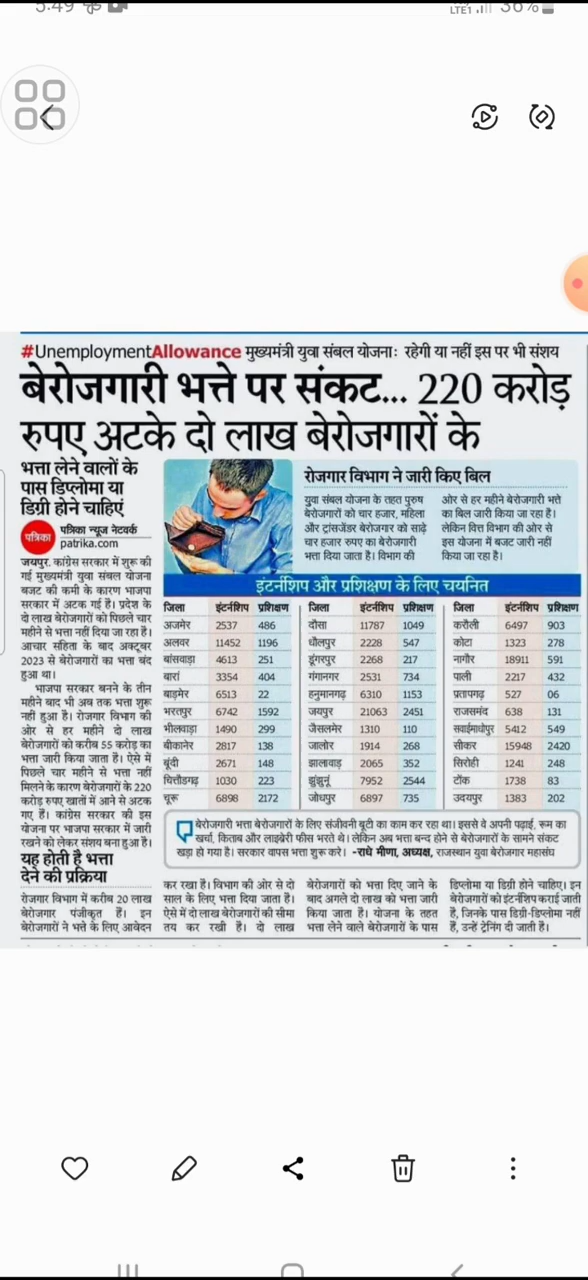 5:49
LTE1 36%
#UnemploymentAllowance मुख्यमंत्री युवा संबल योजनाः रहेगी या नहीं इस पर भी संशय
बेरोजगारी भत्ते पर संकट... 220 करोड़
रुपए अटके दो लाख बेरोजगारों के
भत्ता लेने वालों के
पास डिप्लोमा या
डिग्री होने चाहिएं
पत्रिका
पत्रिका न्यूज नेटवर्क
patrika.com
जयपुर. कांग्रेस सरकार में शुरू की
गई मुख्यमंत्री युवा संबल योजना
बजट की कमी के कारण भाजपा
सरकार में अटक गई है। प्रदेश के
दो लाख बेरोजगारों को पिछले चार
महीने से भत्ता नहीं दिया जा रहा है।
आचार संहिता के बाद अक्टूबर
2023 से बेरोजगारों का भत्ता बंद
हुआ था।
भाजपा सरकार बनने के तीन
महीने बाद भी अब तक भत्ता शुरू
नहीं हुआ है। रोजगार विभाग की
ओर से हर महीने दो लाख
बेरोजगारों को करीब 55 करोड़ का
भत्ता जारी किया जाता है। ऐसे में
पिछले चार महीने से भत्ता नहीं
मिलने के कारण बेरोजगारों के 220
करोड़ रुपए खातों में आने से अटक
गए हैं। कांग्रेस सरकार की इस
योजना पर भाजपा सरकार में जारी
रखने को लेकर संशय बना हुआ है।
यह होती है भत्ता
देने की प्रक्रिया
रोजगार विभाग में करीब 20 लाख
बेरोजगार पंजीकृत हैं। इन
बेरोजगारों ने भत्ते के लिए आवेदन
रोजगार विभाग ने जारी किए बिल
युवा संबल योजना के तहत पुरुष
बेरोजगारों को चार हजार, महिला
और ट्रांसजेंडर बेरोजगार को साढ़े
चार हजार रुपए का बेरोजगारी
भत्ता दिया जाता है। विभाग की
ओर से हर महीने बेरोजगारी भत्ते
का बिल जारी किया जा रहा है।
लेकिन वित्त विभाग की ओर से
इस योजना में बजट जारी नहीं
किया जा रहा है।
इंटर्नशिप और प्रशिक्षण के लिए चयनित
जिला इंटर्नशिप प्रशिक्षण जिला इंटर्नशिप प्रशिक्षण जिला इंटर्नशिप प्रशिक्षण
अजमेर 2537 486 दौसा 11787 1049 करौली 6497 903
अलवर 11452 1196 धौलपुर 2228 547 कोटा 1323 278
बांसवाड़ा 4613 251 डूंगरपुर 2268 217 नागौर 18911 591
बारां 3354 404 गंगानगर 2531 734 पाली 2217 432
बाड़मेर 6513 22 हनुमानगढ़ 6310 1153 प्रतापगढ़ 527 06
भरतपुर 6742 1592 जयपुर 21063 2451 राजसमंद 638 131
भीलवाड़ा 1490 299 जैसलमेर 1310 110 सवाईमाधोपुर 5412 549
बीकानेर 2817 138 जालोर 1914 268 सीकर 15948 2420
बूंदी 2671 148 झालावाड़ 2065 352 सिरोही 1241 248
चित्तौड़गढ़ 1030 223 झुंझुनूं 7952 2544 टोंक 1738 83
चूरू 6898 2172 जोधपुर 6897 735 उदयपुर 1383 202
बेरोजगारी भत्ता बेरोजगारों के लिए संजीवनी बूटी का काम कर रहा था। इससे वे अपनी पढ़ाई, रूम का
खर्चा, किताब और लाइब्रेरी फीस भरते थे। लेकिन अब भत्ता बन्द होने से बेरोजगारों के सामने संकट
खड़ा हो गया है। सरकार वापस भत्ता शुरू करे। -राधे मीणा, अध्यक्ष, राजस्थान युवा बेरोजगार महासंघ
कर रखा है। विभाग की ओर से दो
साल के लिए भत्ता दिया जाता है।
ऐसे में दो लाख बेरोजगारों की सीमा
तय कर रखी है। दो लाख
बेरोजगारों को भत्ता दिए जाने के
बाद अगले दो लाख को भत्ता जारी
किया जाता है। योजना के तहत
भत्ता लेने वाले बेरोजगारों के पास
डिप्लोमा या डिग्री होने चाहिए। इन
बेरोजगारों को इंटर्नशिप कराई जाती
है, जिनके पास डिग्री-डिप्लोमा नहीं
हैं, उन्हें ट्रेनिंग दी जाती है।